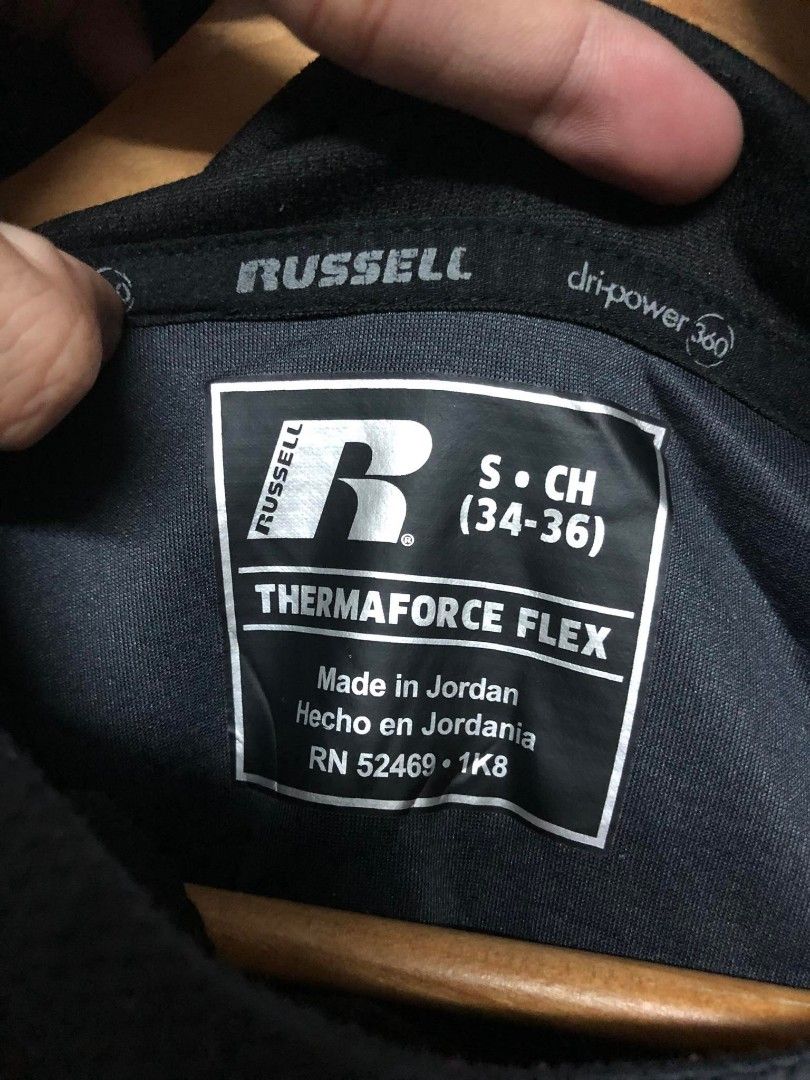 RUSSELL
dri-power 360
RUSSELL
R®
S • CH
(34-36)
THERMAFORCE FLEX
Made in Jordan
Hecho en Jordania
RN 52469 • 1K8